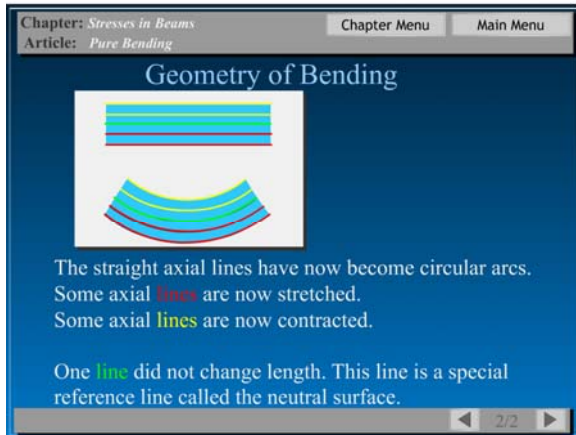 Chapter: Stresses in Beams
Chapter Menu
Main Menu
Article: Pure Bending
Geometry of Bending
The straight axial lines have now become circular arcs.
Some axial lines are now stretched.
Some axial lines are now contracted.
One line did not change length. This line is a special
reference line called the neutral surface.
2/2